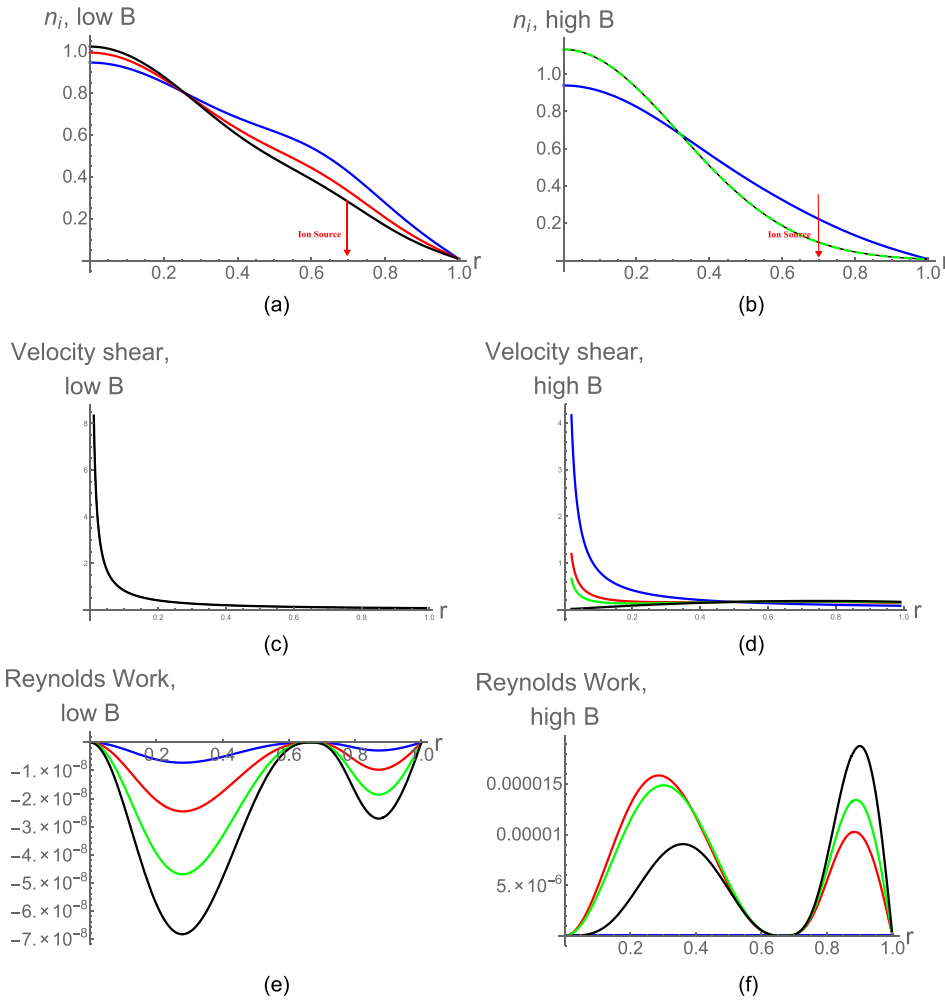 nᵢ, low B
1.0
0.8
0.6
0.4
0.2
Ion Source
0.2 0.4 0.6 0.8 1.0 r
(a)
nᵢ, high B
1.0
0.8
0.6
0.4
0.2
Ion Source
0.2 0.4 0.6 0.8 1.0 r
(b)
Velocity shear,
low B
8
6
4
2
0.2 0.4 0.6 0.8 1.0 r
(c)
Velocity shear,
high B
4
3
2
1
0.2 0.4 0.6 0.8 1.0 r
(d)
Reynolds Work,
low B
0.2 0.4 0.6 0.8 1.0 r
−1.×10⁻⁸
−2.×10⁻⁸
−3.×10⁻⁸
−4.×10⁻⁸
−5.×10⁻⁸
−6.×10⁻⁸
−7.×10⁻⁸
(e)
Reynolds Work,
high B
0.000015
0.00001
5.×10⁻⁶
0.2 0.4 0.6 0.8 1.0 r
(f)